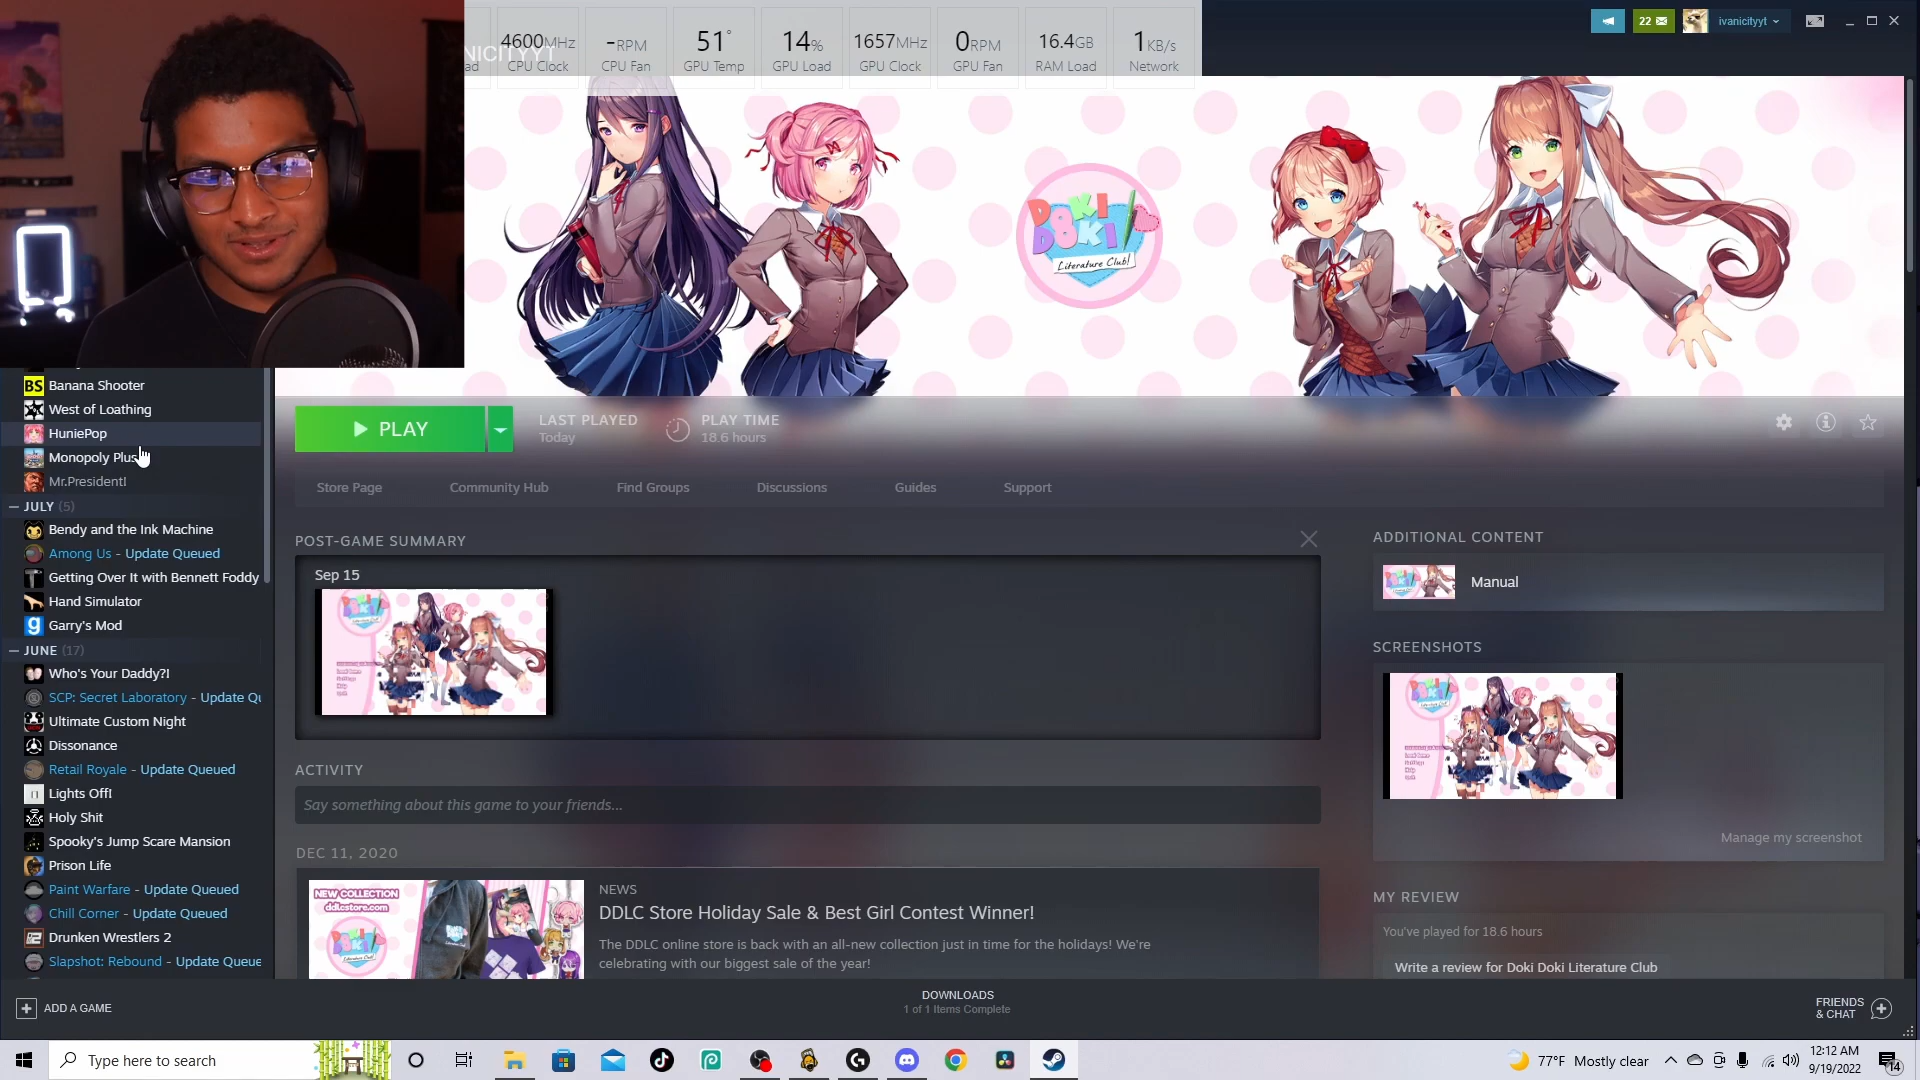 NICITYYT
ad
4600MHz
CPU Clock
-RPM
CPU Fan
51°
GPU Temp
14%
GPU Load
1657MHz
GPU Clock
0RPM
GPU Fan
16.4GB
RAM Load
1KB/s
Network
22
ivanicityyt
DOKI
DOKI
Literature Club!
BS Banana Shooter
West of Loathing
HuniePop
Monopoly Plus
Mr.President!
JULY (5)
Bendy and the Ink Machine
Among Us - Update Queued
Getting Over It with Bennett Foddy
Hand Simulator
Garry's Mod
JUNE (17)
Who's Your Daddy?!
SCP: Secret Laboratory - Update Qu
Ultimate Custom Night
Dissonance
Retail Royale - Update Queued
Lights Off!
Holy Shit
Spooky's Jump Scare Mansion
Prison Life
Paint Warfare - Update Queued
Chill Corner - Update Queued
Drunken Wrestlers 2
Slapshot: Rebound - Update Queue
PLAY
LAST PLAYED
Today
PLAY TIME
18.6 hours
Store Page
Community Hub
Find Groups
Discussions
Guides
Support
POST-GAME SUMMARY
Sep 15
ACTIVITY
Say something about this game to your friends...
DEC 11, 2020
NEW COLLECTION
ddlcstore.com
NEWS
DDLC Store Holiday Sale & Best Girl Contest Winner!
The DDLC online store is back with an all-new collection just in time for the holidays! We're
celebrating with our biggest sale of the year!
ADDITIONAL CONTENT
Manual
SCREENSHOTS
Manage my screenshot
MY REVIEW
You've played for 18.6 hours
Write a review for Doki Doki Literature Club
ADD A GAME
DOWNLOADS
1 of 1 Items Complete
FRIENDS
& CHAT
Type here to search
77°F Mostly clear
12:12 AM
9/19/2022
14